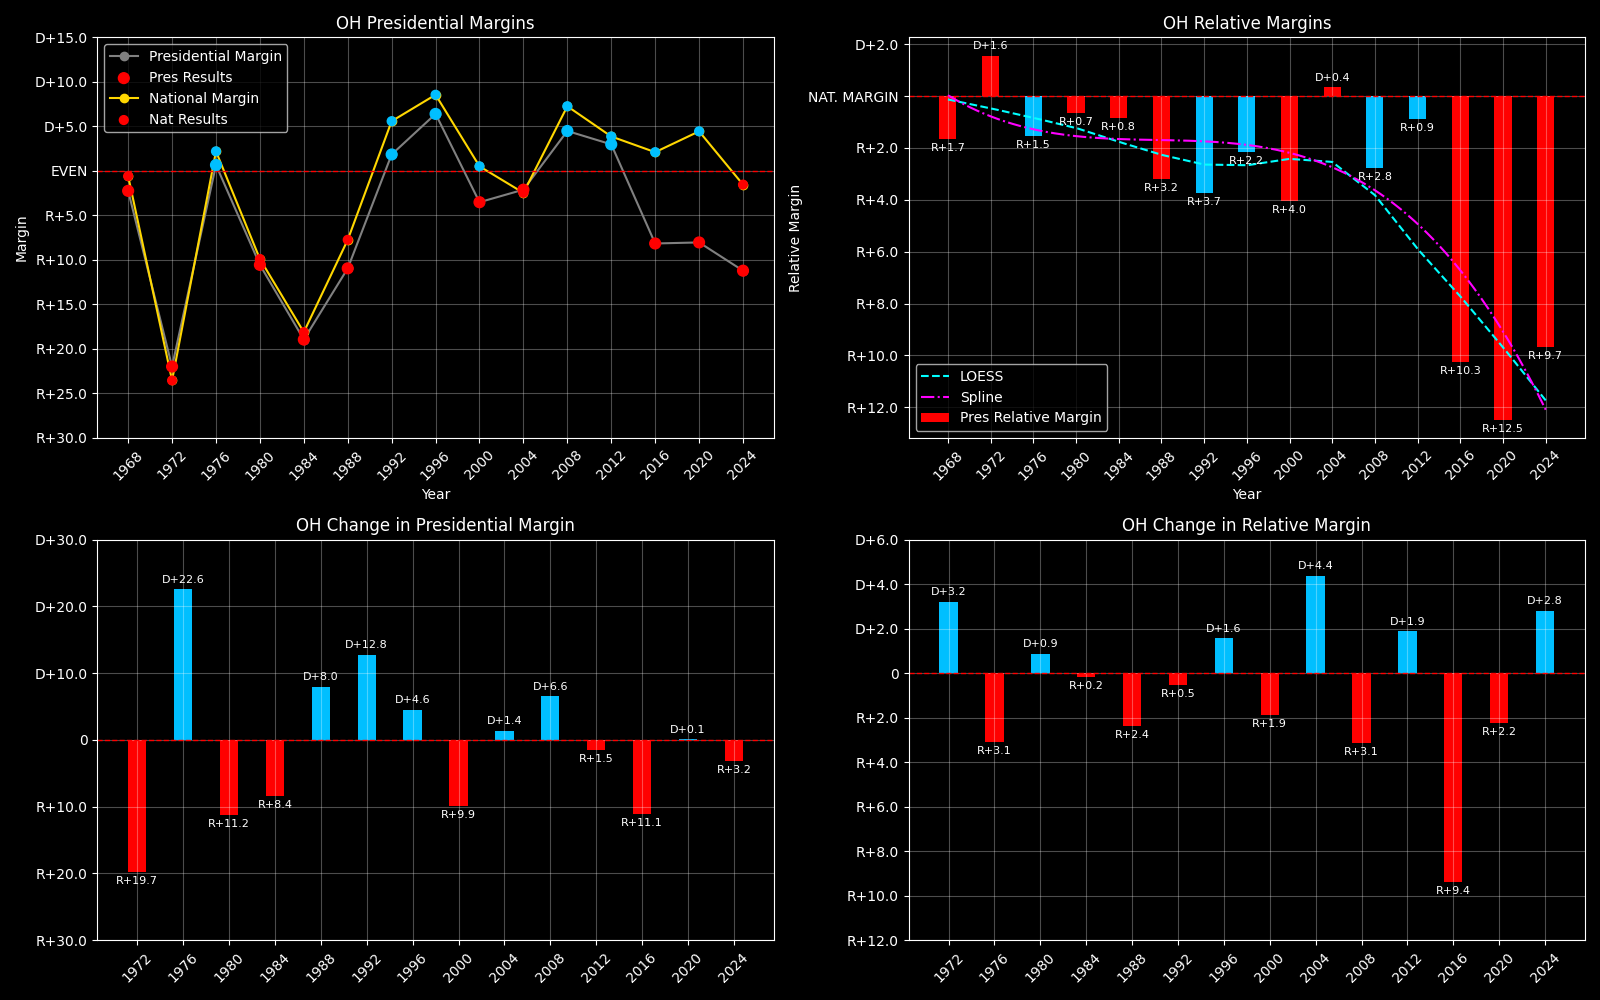 OH Presidential Margins
D+15.0
D+10.0
D+5.0
EVEN
R+5.0
R+10.0
R+15.0
R+20.0
R+25.0
R+30.0
Margin
Presidential Margin
Pres Results
National Margin
Nat Results
1968
1972
1976
1980
1984
1988
1992
1996
2000
2004
2008
2012
2016
2020
2024
Year
OH Relative Margins
D+2.0
NAT. MARGIN
R+2.0
R+4.0
R+6.0
R+8.0
R+10.0
R+12.0
Relative Margin
R+1.7
D+1.6
R+1.5
R+0.7
R+0.8
R+3.2
R+3.7
R+2.2
R+4.0
D+0.4
R+2.8
R+0.9
R+10.3
R+12.5
R+9.7
LOESS
Spline
Pres Relative Margin
1968
1972
1976
1980
1984
1988
1992
1996
2000
2004
2008
2012
2016
2020
2024
Year
OH Change in Presidential Margin
D+30.0
D+20.0
D+10.0
0
R+10.0
R+20.0
R+30.0
R+19.7
D+22.6
R+11.2
R+8.4
D+8.0
D+12.8
D+4.6
R+9.9
D+1.4
D+6.6
R+1.5
R+11.1
D+0.1
R+3.2
1972
1976
1980
1984
1988
1992
1996
2000
2004
2008
2012
2016
2020
2024
OH Change in Relative Margin
D+6.0
D+4.0
D+2.0
0
R+2.0
R+4.0
R+6.0
R+8.0
R+10.0
R+12.0
D+3.2
R+3.1
D+0.9
R+0.2
R+2.4
R+0.5
D+1.6
R+1.9
D+4.4
R+3.1
D+1.9
R+9.4
R+2.2
D+2.8
1972
1976
1980
1984
1988
1992
1996
2000
2004
2008
2012
2016
2020
2024